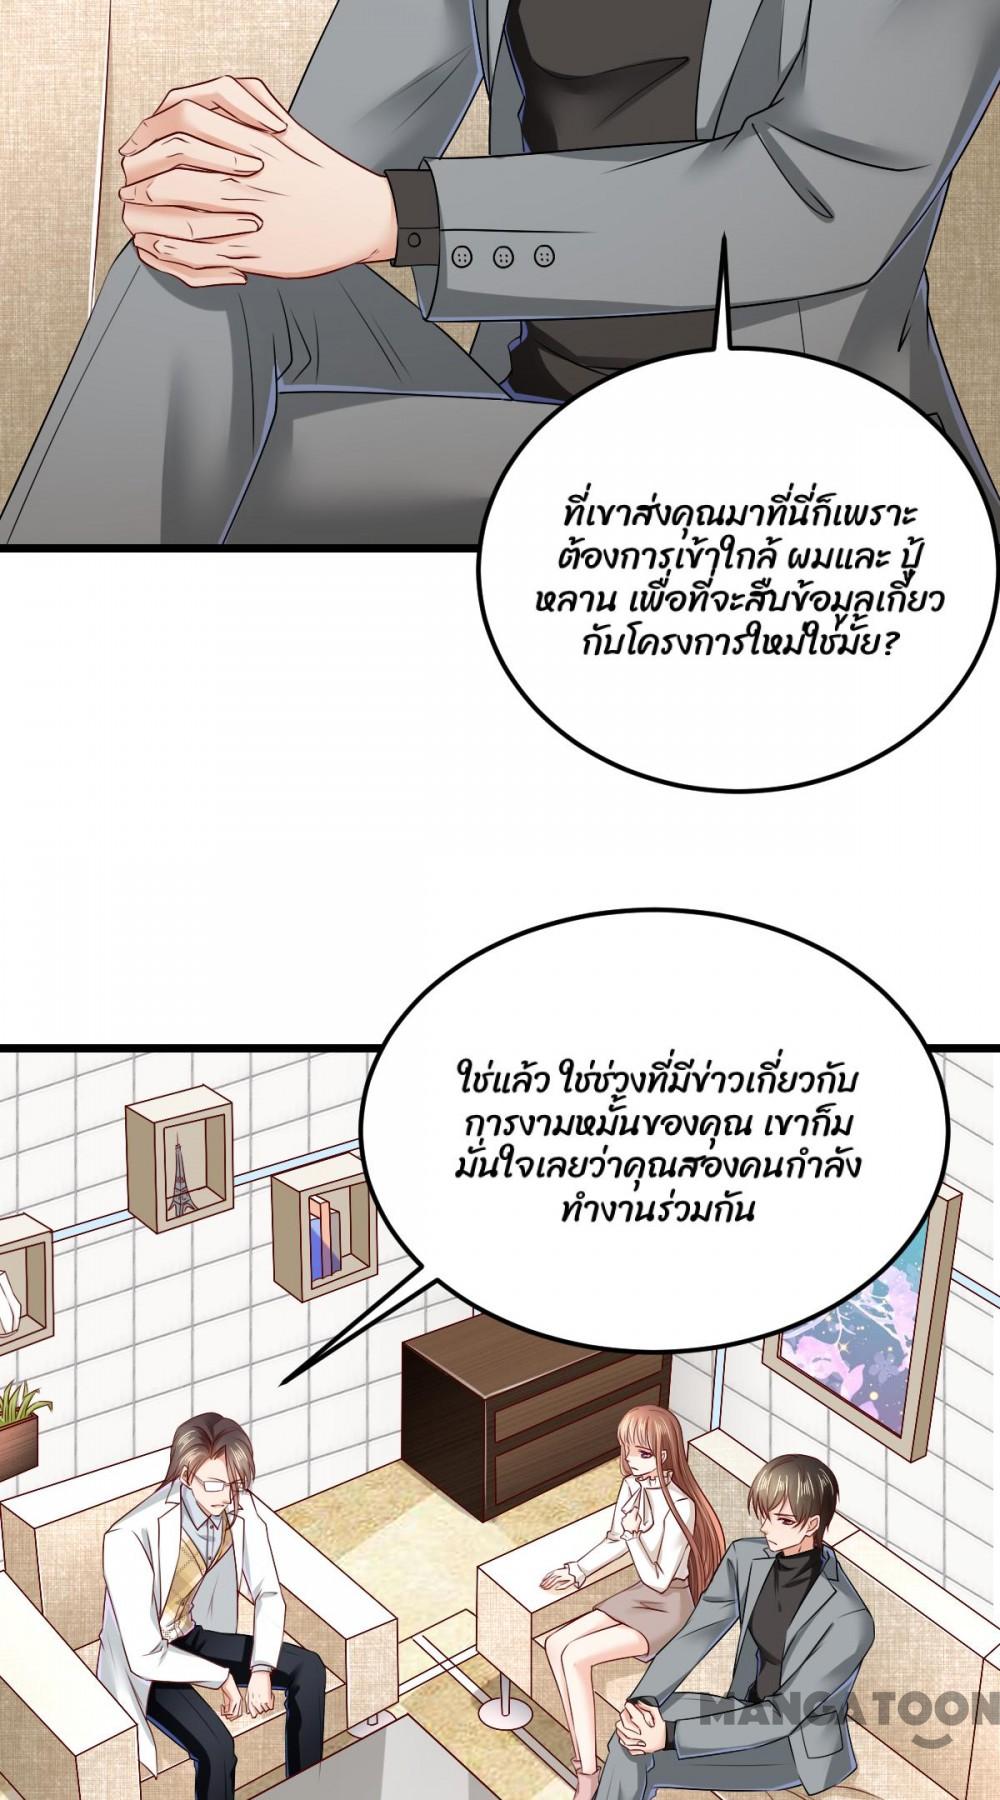 ที่เขาส่งคุณมาที่นี่ก็เพราะ
ต้องการเข้าใกล้ ผมและ ปู่
หลาน เพื่อที่จะสืบข้อมูลเกี่ยว
กับโครงการใหม่ใช่มั้ย?
ใช่แล้ว ใช่ช่วงที่มีข่าวเกี่ยวกับ
การงานหมั้นของคุณ เขาก็ม
มั่นใจเลยว่าคุณสองคนกำลัง
ทำงานร่วมกัน
MANGATOON